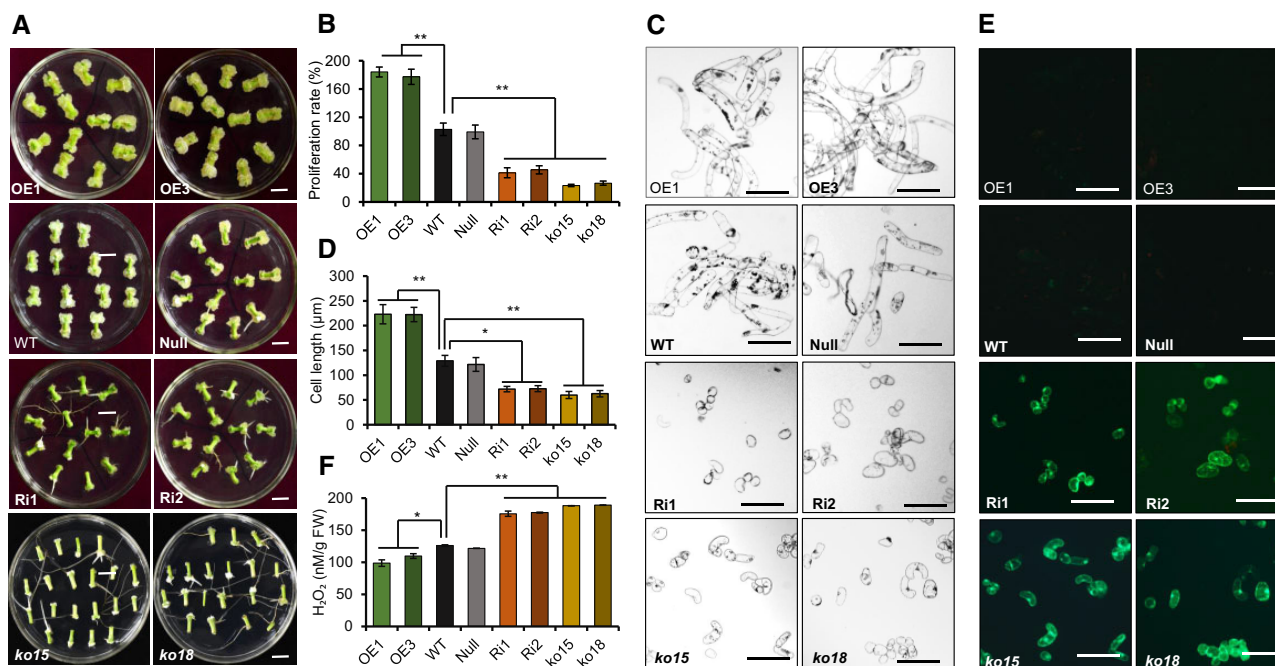 A
OE1
OE3
WT
Null
Ri1
Ri2
ko15
ko18
B
Proliferation rate (%)
200
160
120
80
40
0
**
**
OE1
OE3
WT
Null
Ri1
Ri2
ko15
ko18
D
Cell length (µm)
300
250
200
150
100
50
0
**
**
*
OE1
OE3
WT
Null
Ri1
Ri2
ko15
ko18
F
H₂O₂ (nM/g FW)
200
150
100
50
0
*
**
OE1
OE3
WT
Null
Ri1
Ri2
ko15
ko18
C
OE1
OE3
WT
Null
Ri1
Ri2
ko15
ko18
E
OE1
OE3
WT
Null
Ri1
Ri2
ko15
ko18